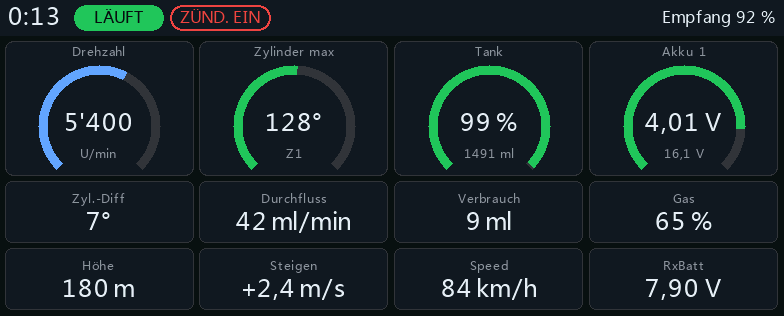 0:13 LÄUFT ZÜND. EIN Empfang 92 %
Drehzahl Zylinder max Tank Akku 1
5'400 128° 99 % 4,01 V
U/min Z1 1491 ml 16,1 V
Zyl.-Diff Durchfluss Verbrauch Gas
7° 42 ml/min 9 ml 65 %
Höhe Steigen Speed RxBatt
180 m +2,4 m/s 84 km/h 7,90 V